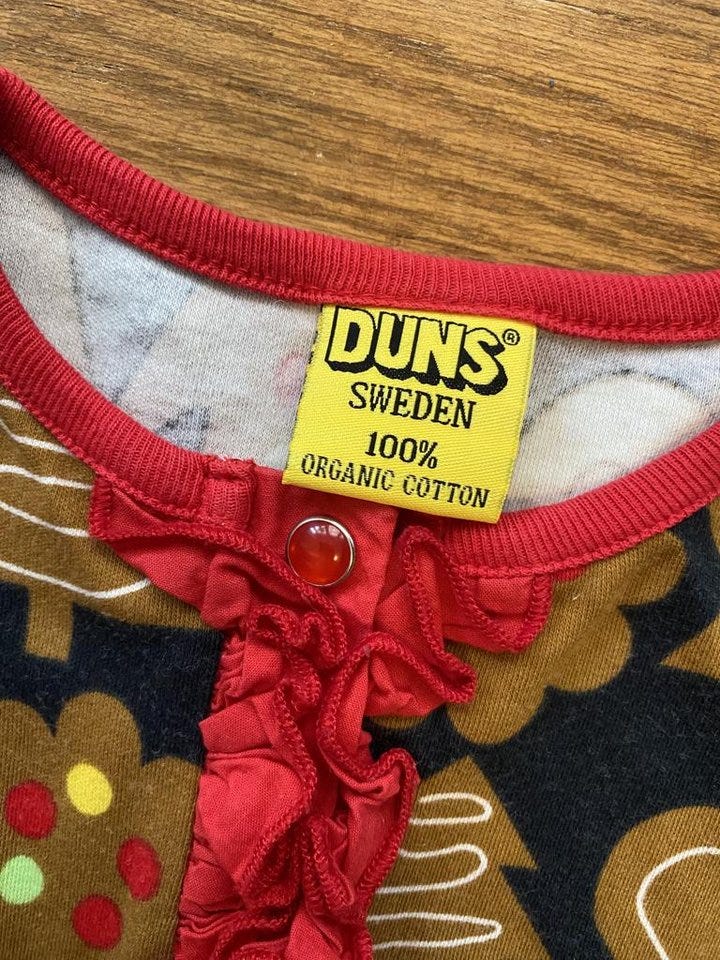 DUNS®
SWEDEN
100%
ORGANIC COTTON